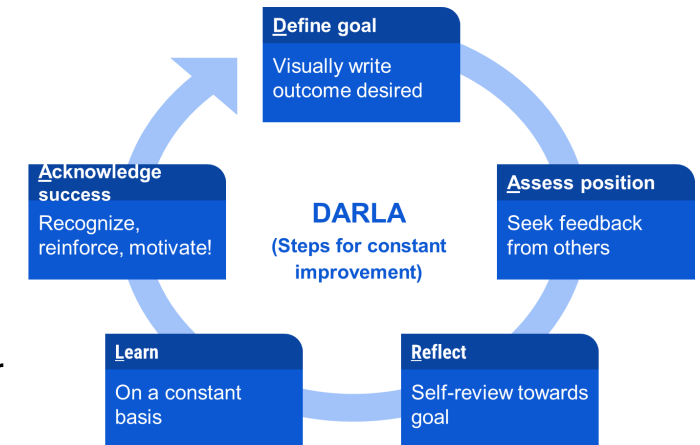 Define goal
Visually write
outcome desired
Assess position
Seek feedback
from others
Reflect
Self-review towards
goal
Learn
On a constant
basis
Acknowledge
success
Recognize,
reinforce, motivate!
DARLA
(Steps for constant
improvement)